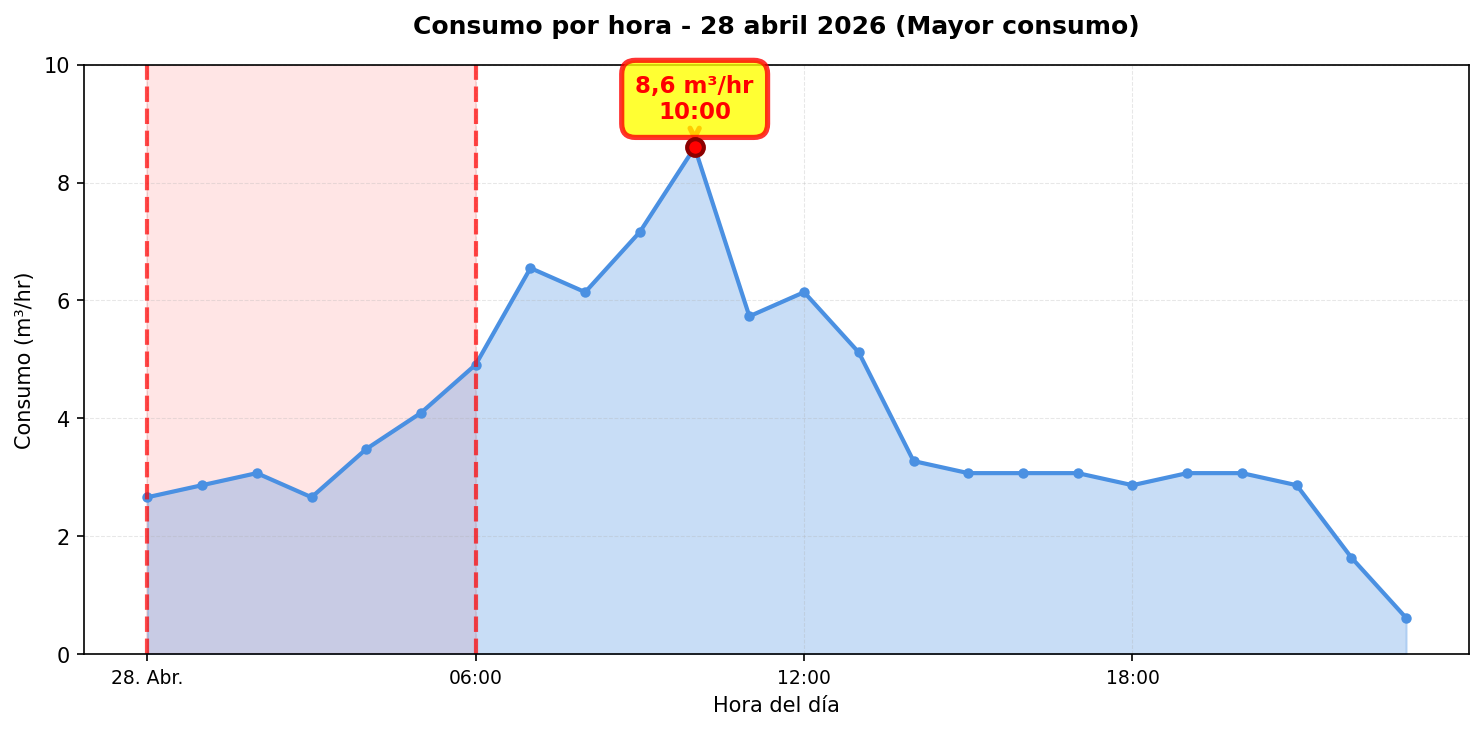 Consumo por hora - 28 abril 2026 (Mayor consumo)
8,6 m³/hr
10:00
Consumo (m³/hr)
10
8
6
4
2
0
28. Abr.
06:00
12:00
18:00
Hora del día